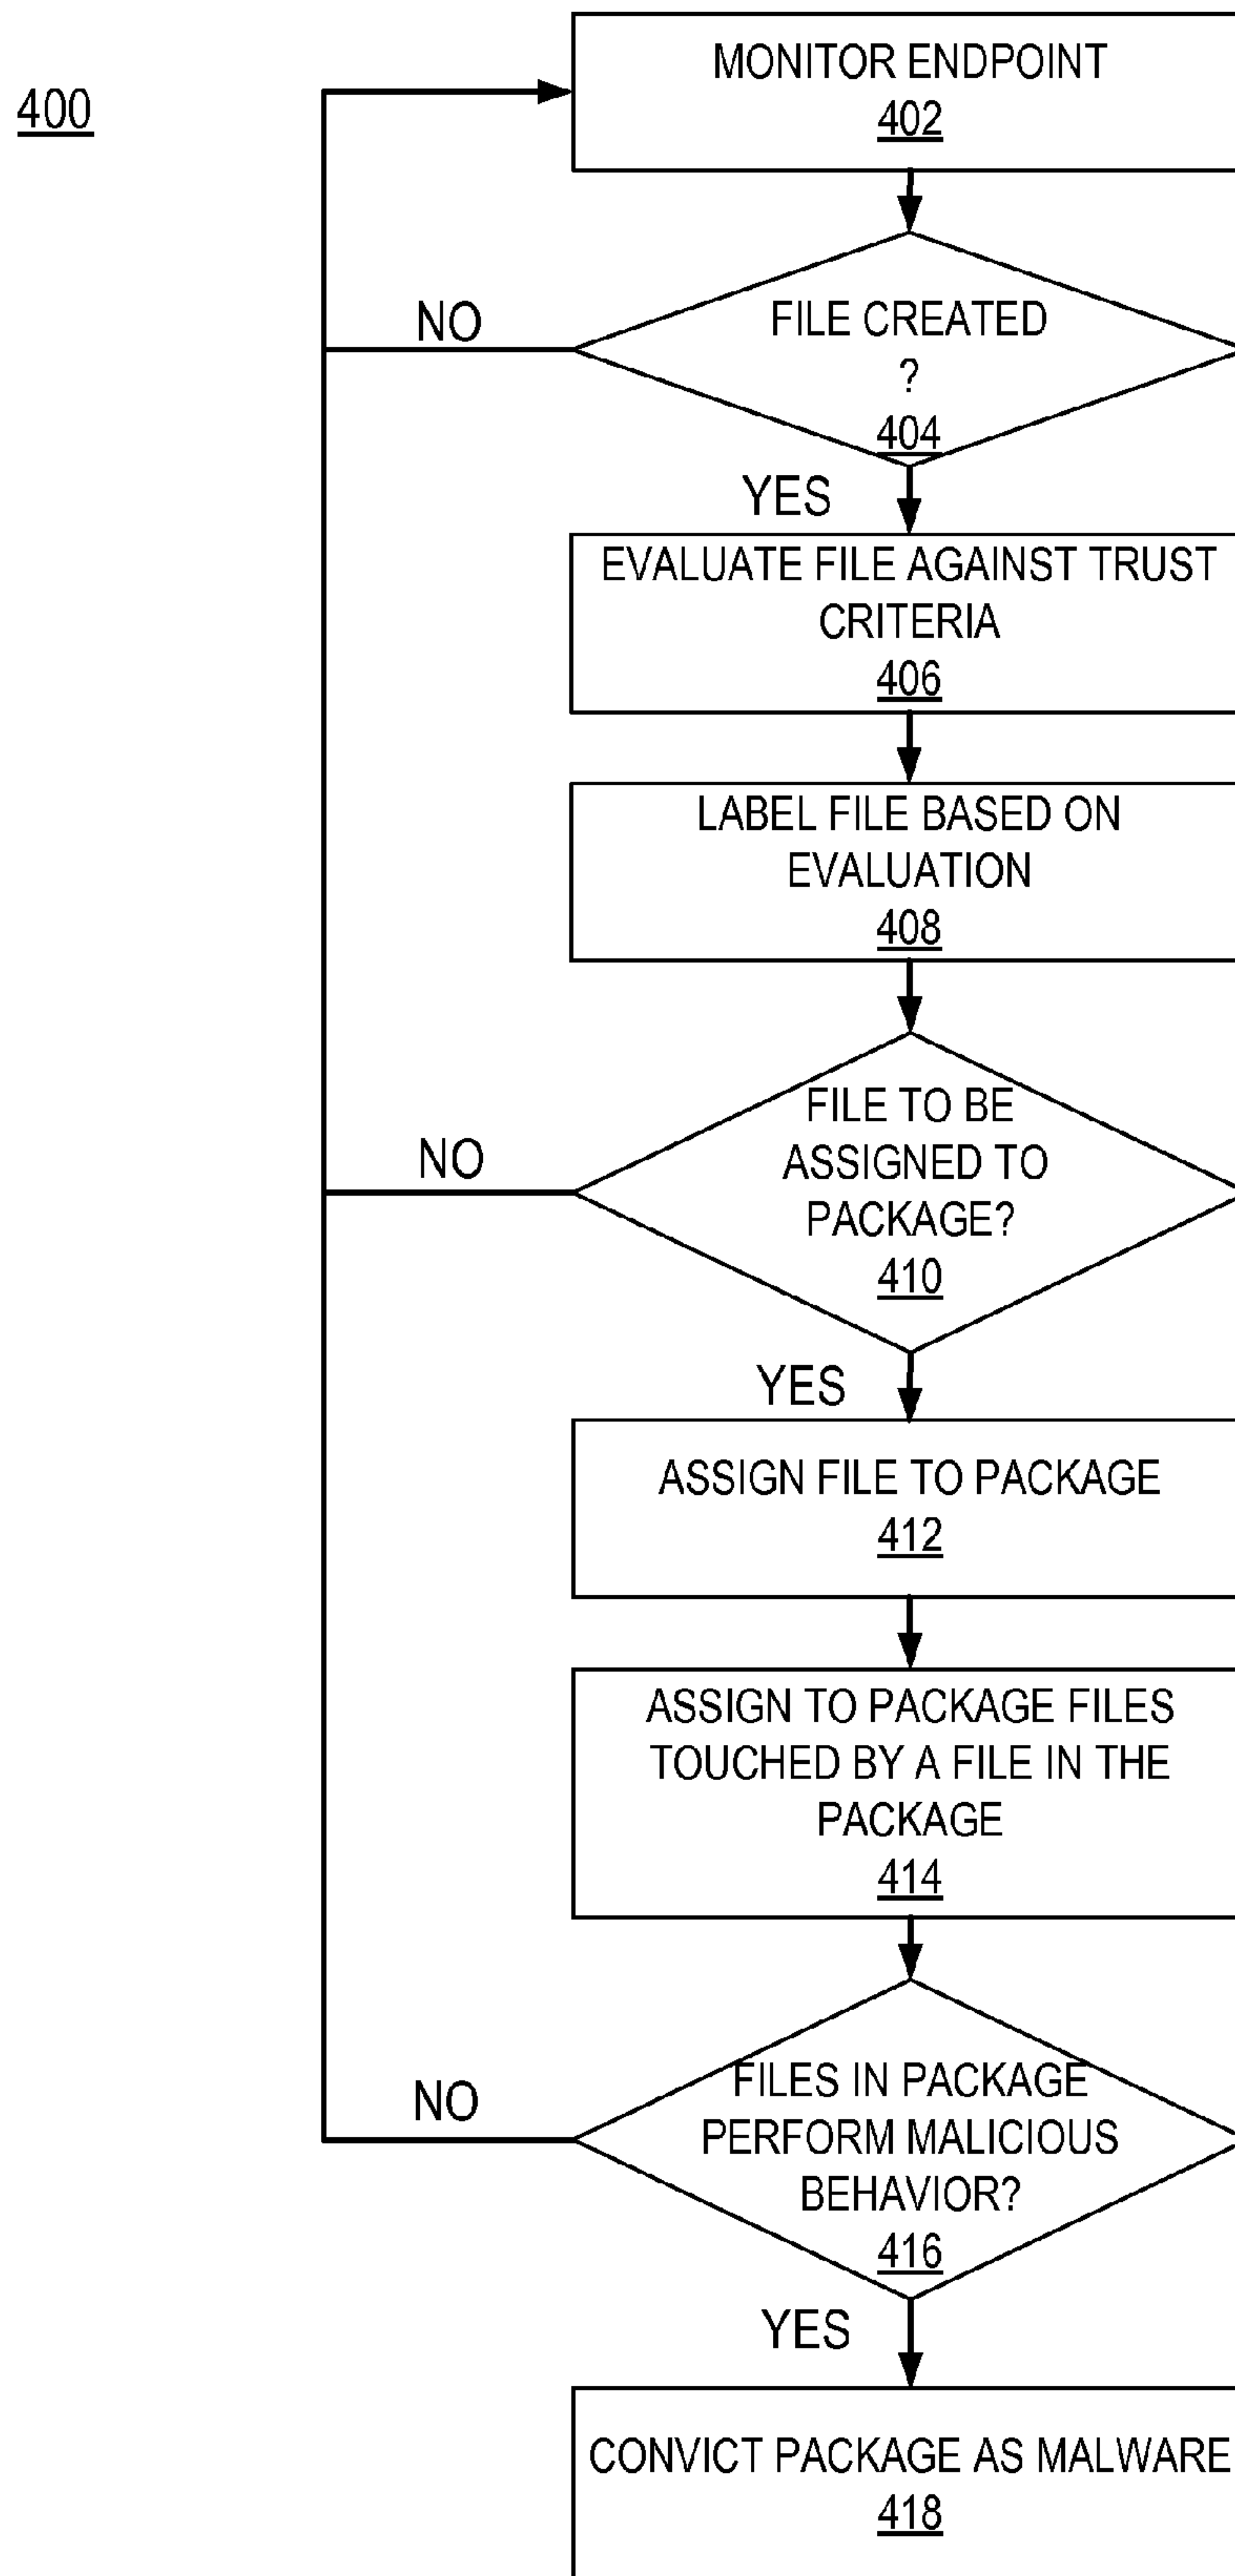 400
MONITOR ENDPOINT
402
FILE CREATED
?
404
NO
YES
EVALUATE FILE AGAINST TRUST
CRITERIA
406
LABEL FILE BASED ON
EVALUATION
408
FILE TO BE
ASSIGNED TO
PACKAGE?
410
NO
YES
ASSIGN FILE TO PACKAGE
412
ASSIGN TO PACKAGE FILES
TOUCHED BY A FILE IN THE
PACKAGE
414
FILES IN PACKAGE
PERFORM MALICIOUS
BEHAVIOR?
416
NO
YES
CONVICT PACKAGE AS MALWARE
418